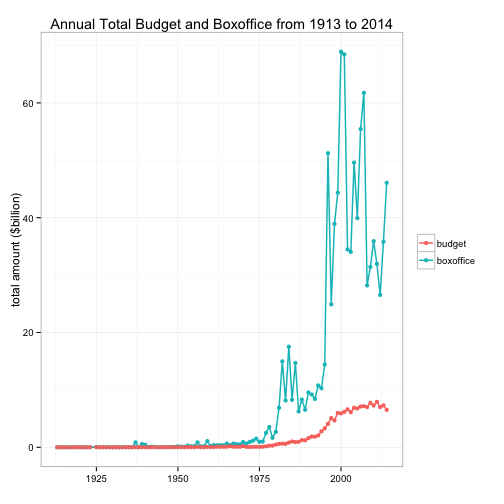 Annual Total Budget and Boxoffice from 1913 to 2014
total amount ($billion)
60
40
20
0
1925
1950
1975
2000
budget
boxoffice